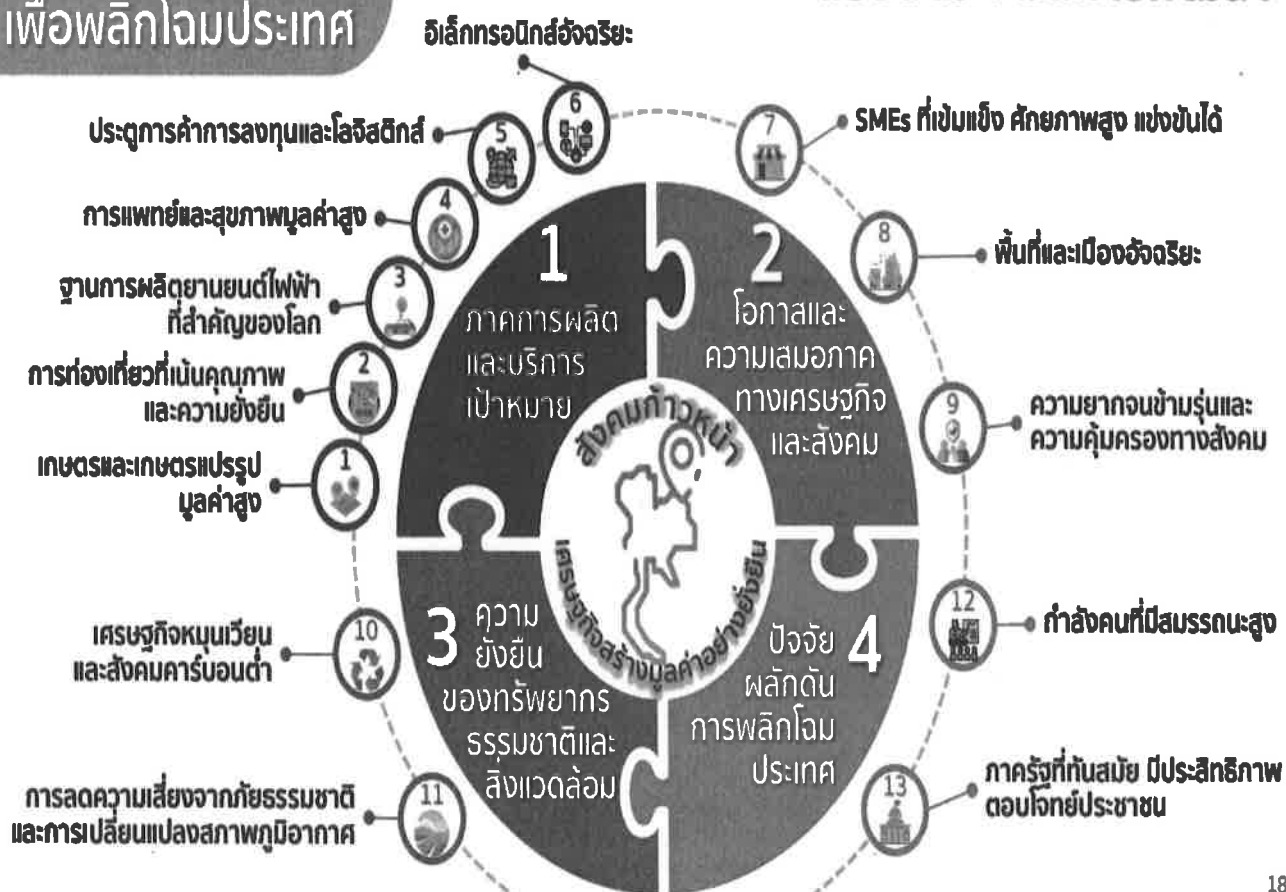 เพื่อพลิกโฉมประเทศ
อิเล็กทรอนิกส์อัจฉริยะ
6
ประตูการค้าการลงทุนและโลจิสติกส์
5
การแพทย์และสุขภาพมูลค่าสูง
4
ฐานการผลิตยานยนต์ไฟฟ้า
ที่สำคัญของโลก
3
การท่องเที่ยวที่เน้นคุณภาพ
และความยั่งยืน
2
เกษตรและเกษตรแปรรูป
มูลค่าสูง
1
7
SMEs ที่เข้มแข็ง ศักยภาพสูง แข่งขันได้
8
พื้นที่และเมืองอัจฉริยะ
9
ความยากจนข้ามรุ่นและ
ความคุ้มครองทางสังคม
1
ภาคการผลิต
และบริการ
เป้าหมาย
2
โอกาสและ
ความเสมอภาค
ทางเศรษฐกิจ
และสังคม
สังคมก้าวหน้า
เศรษฐกิจสร้างมูลค่าอย่างยั่งยืน
3 ความ
ยั่งยืน
ของทรัพยากร
ธรรมชาติและ
สิ่งแวดล้อม
ปัจจัย 4
ผลักดัน
การพลิกโฉม
ประเทศ
10
เศรษฐกิจหมุนเวียน
และสังคมคาร์บอนต่ำ
11
การลดความเสี่ยงจากภัยธรรมชาติ
และการเปลี่ยนแปลงสภาพภูมิอากาศ
12
กำลังคนที่มีสมรรถนะสูง
13
ภาครัฐที่ทันสมัย มีประสิทธิภาพ
ตอบโจทย์ประชาชน
18